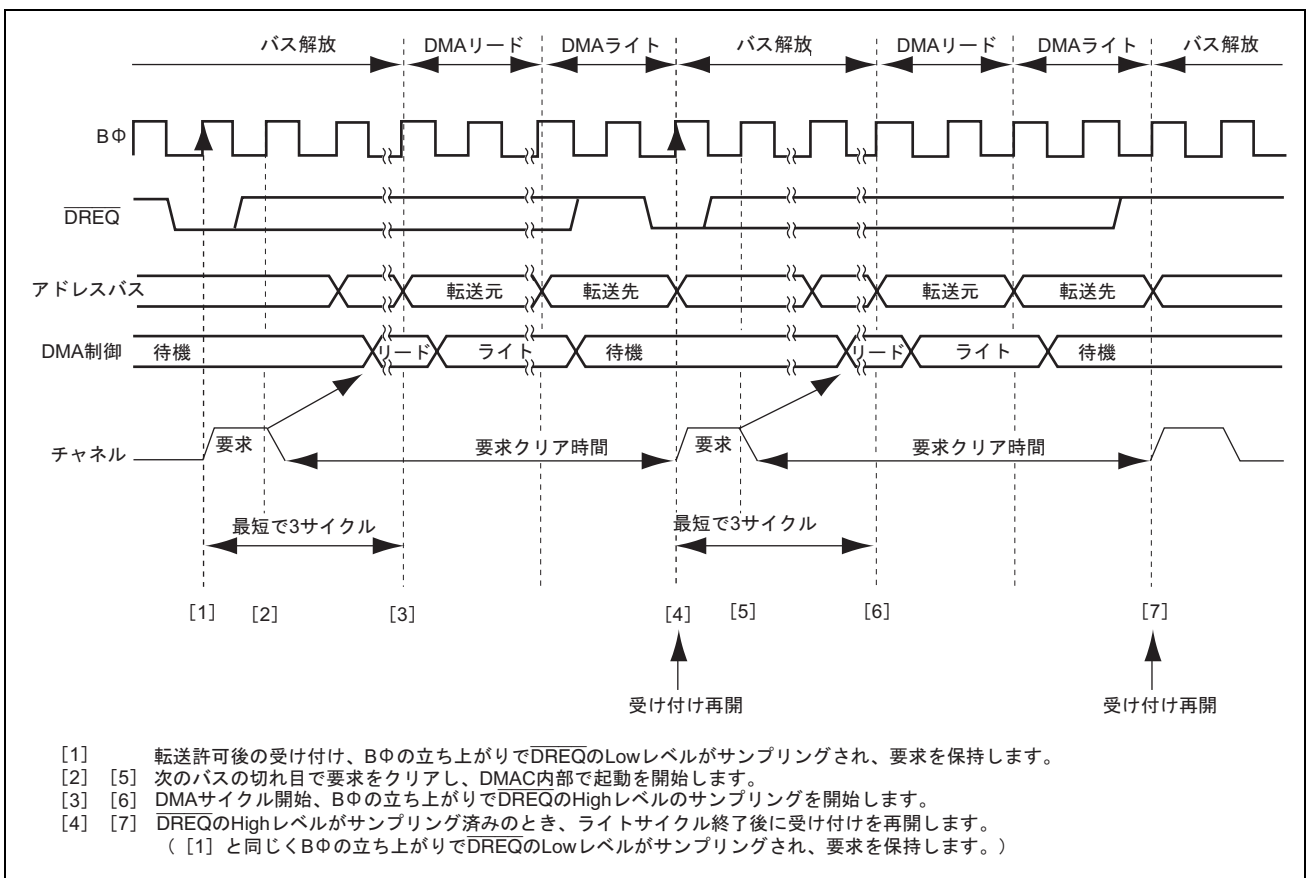 バス解放 DMAリード DMAライト バス解放 DMAリード DMAライト バス解放
BΦ
DREQ
アドレスバス 転送元 転送先 転送元 転送先
DMA制御 待機 リード ライト 待機 リード ライト 待機
チャネル 要求 要求クリア時間 要求 要求クリア時間
最短で3サイクル 最短で3サイクル
［1］ ［2］ ［3］ ［4］ ［5］ ［6］ ［7］
受け付け再開 受け付け再開
［1］ 転送許可後の受け付け、BΦの立ち上がりでDREQのLowレベルがサンプリングされ、要求を保持します。
［2］［5］ 次のバスの切れ目で要求をクリアし、DMAC内部で起動を開始します。
［3］［6］ DMAサイクル開始、BΦの立ち上がりでDREQのHighレベルのサンプリングを開始します。
［4］［7］ DREQのHighレベルがサンプリング済みのとき、ライトサイクル終了後に受け付けを再開します。
（［1］と同じくBΦの立ち上がりでDREQのLowレベルがサンプリングされ、要求を保持します。）